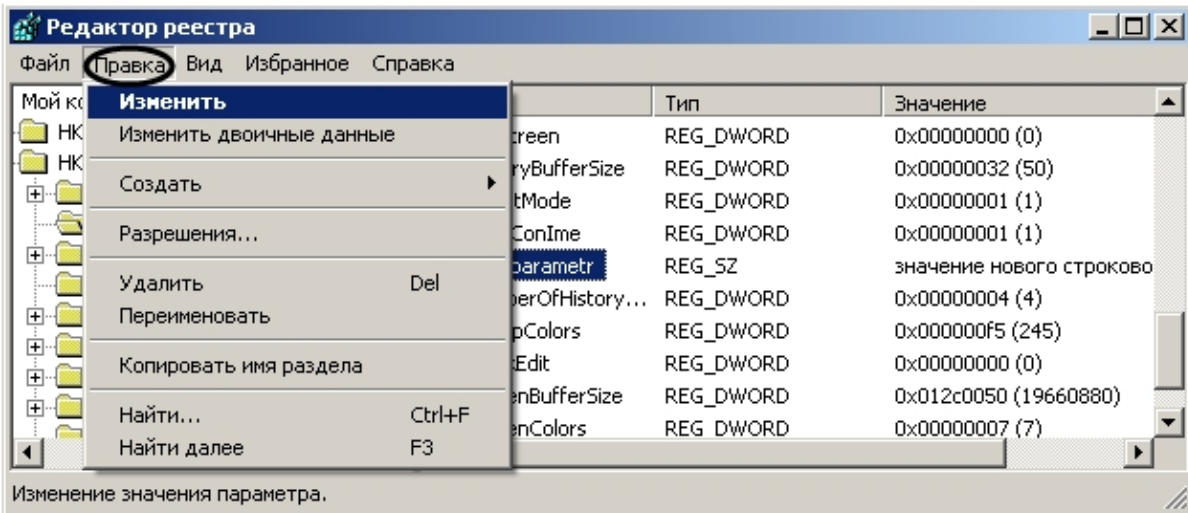 Редактор реестра
Файл Правка Вид Избранное Справка
Мой ко Тип Значение
Изменить
HK Изменить двоичные данные creen REG_DWORD 0x00000000 (0)
HK ryBufferSize REG_DWORD 0x00000032 (50)
Создать tMode REG_DWORD 0x00000001 (1)
Разрешения... ConIme REG_DWORD 0x00000001 (1)
parametr REG_SZ значение нового строково
Удалить Del
Переименовать berOfHistory... REG_DWORD 0x00000004 (4)
pColors REG_DWORD 0x000000f5 (245)
Копировать имя раздела kEdit REG_DWORD 0x00000000 (0)
enBufferSize REG_DWORD 0x012c0050 (19660880)
Найти... Ctrl+F
enColors REG_DWORD 0x00000007 (7)
Найти далее F3
Изменение значения параметра.